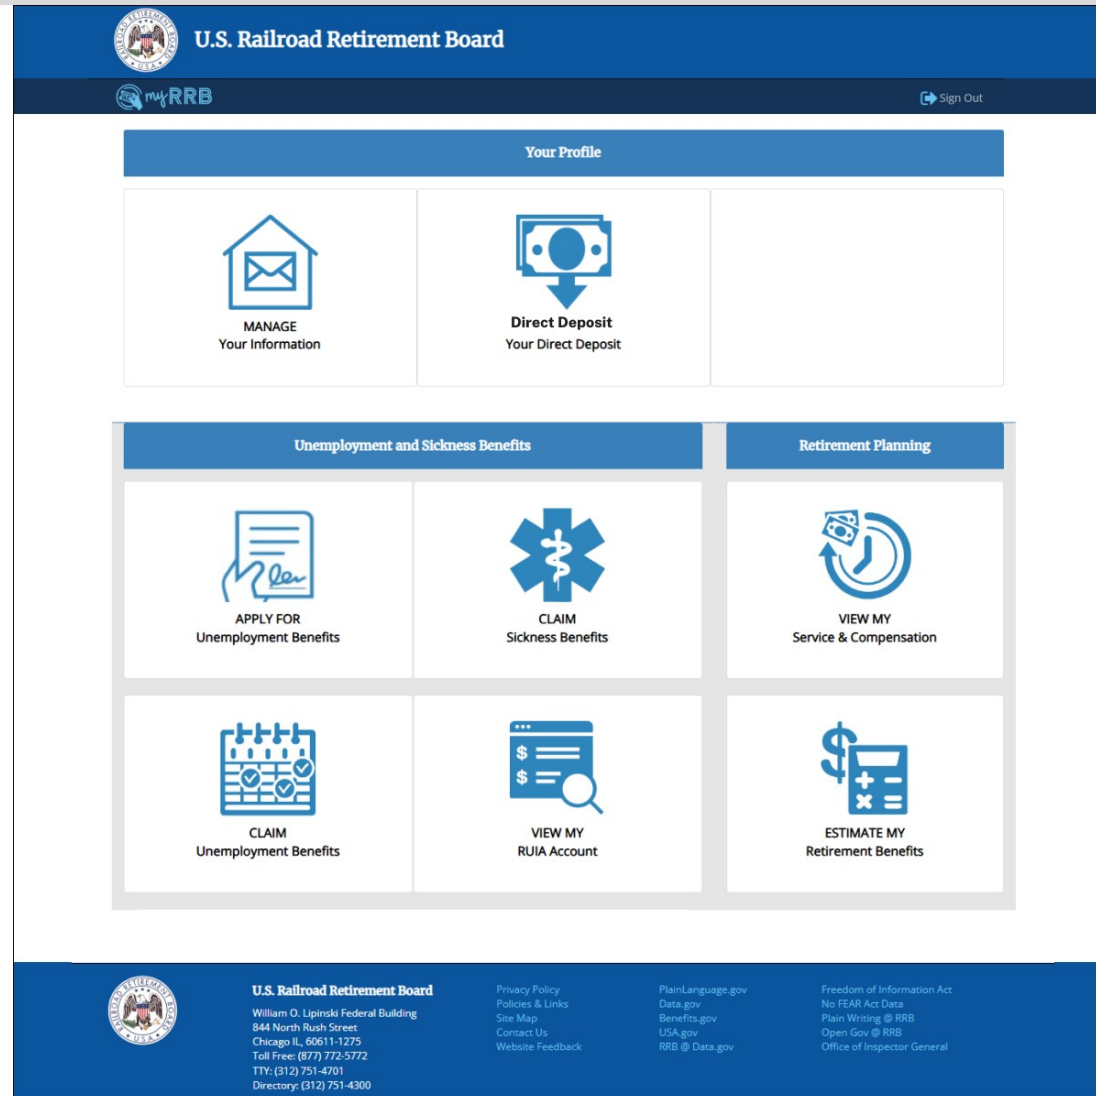 U.S. Railroad Retirement Board
myRRB
Sign Out
Your Profile
MANAGE
Your Information
Direct Deposit
Your Direct Deposit
Unemployment and Sickness Benefits
Retirement Planning
APPLY FOR
Unemployment Benefits
CLAIM
Sickness Benefits
VIEW MY
Service & Compensation
CLAIM
Unemployment Benefits
VIEW MY
RUIA Account
ESTIMATE MY
Retirement Benefits
U.S. Railroad Retirement Board
William O. Lipinski Federal Building
844 North Rush Street
Chicago IL, 60611-1275
Toll Free: (877) 772-5772
TTY: (312) 751-4701
Directory: (312) 751-4300
Privacy Policy
Policies & Links
Site Map
Contact Us
Website Feedback
PlainLanguage.gov
Data.gov
Benefits.gov
USA.gov
RRB @ Data.gov
Freedom of Information Act
No FEAR Act Data
Plain Writing @ RRB
Open Gov @ RRB
Office of Inspector General